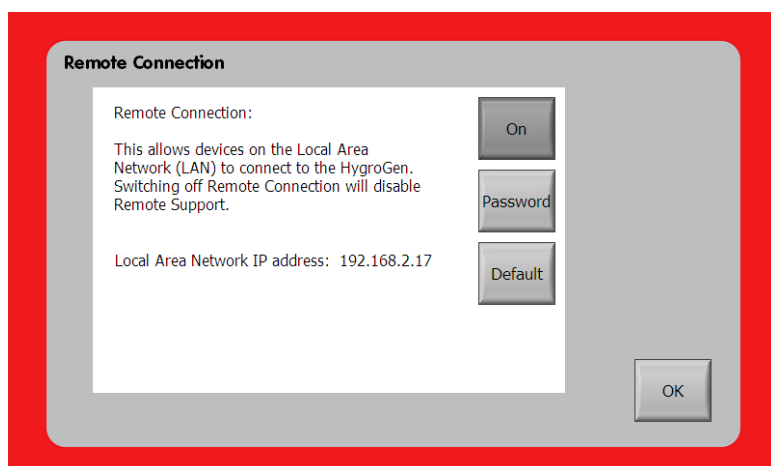 Remote Connection
Remote Connection:
On
This allows devices on the Local Area
Network (LAN) to connect to the HygroGen.
Switching off Remote Connection will disable
Remote Support.
Password
Local Area Network IP address: 192.168.2.17
Default
OK